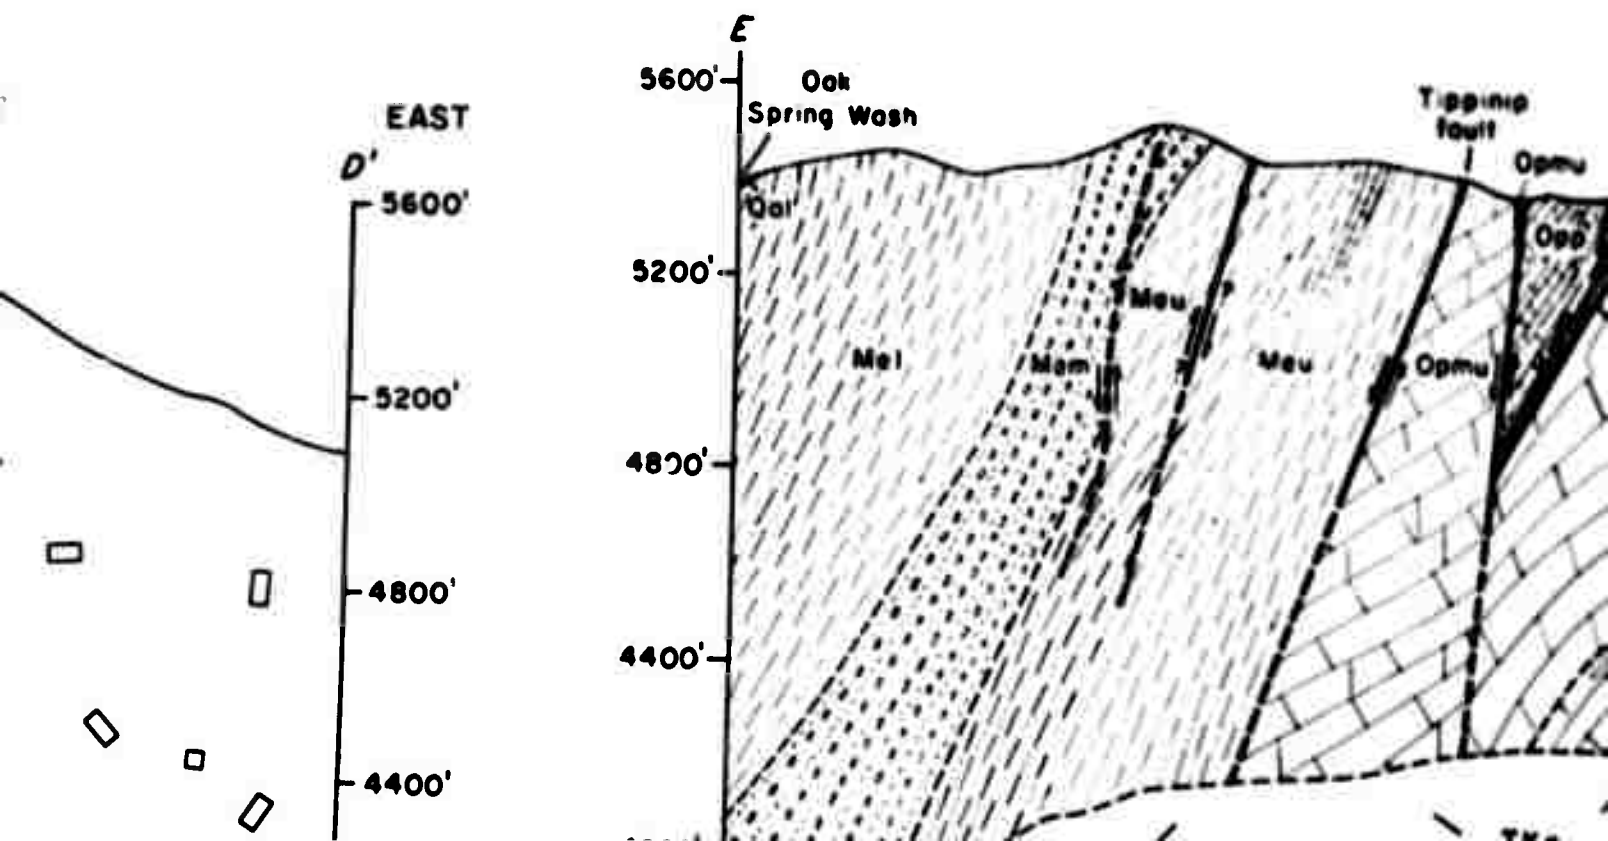 EAST
D'
5600'
5200'
4800'
4400'
E
5600'
Oak
Spring Wash
Qal
5200'
4800'
4400'
Mel
Mem
Meu
Meu
Tippinip
fault
Opmu
Opp
Opmu